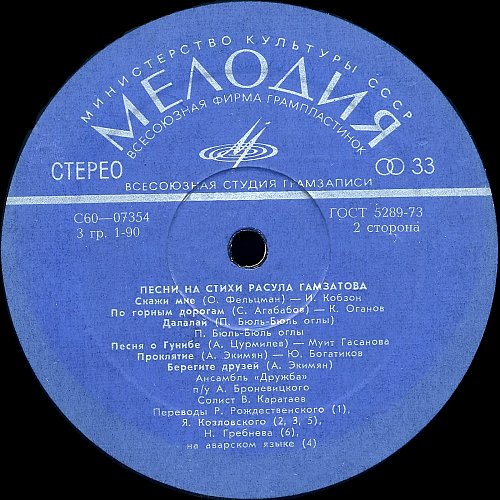 МИНИСТЕРСТВО КУЛЬТУРЫ СССР
МЕЛОДИЯ
ВСЕСОЮЗНАЯ ФИРМА ГРАМПЛАСТИНОК
СТЕРЕО
33
ВСЕСОЮЗНАЯ СТУДИЯ ГРАМЗАПИСИ
С60—07354
ГОСТ 5289-73
3 гр. 1-90
2 сторона
ПЕСНИ НА СТИХИ РАСУЛА ГАМЗАТОВА
Скажи мне (О. Фельцман) — И. Кобзон
По горным дорогам (С. Агабабов) — К. Оганов
Далалай (П. Бюль-Бюль оглы)
П. Бюль-Бюль оглы
Песня о Гунибе (А. Цурмилов) — Муит Гасанова
Проклятие (А. Экимян) — Ю. Богатиков
Берегите друзей (А. Экимян)
Ансамбль «Дружба»
п/у А. Броневицкого
Солист В. Каратаев
Переводы Р. Рождественского (1),
Я. Козловского (2, 3, 5),
Н. Гребнева (6),
на аварском языке (4)